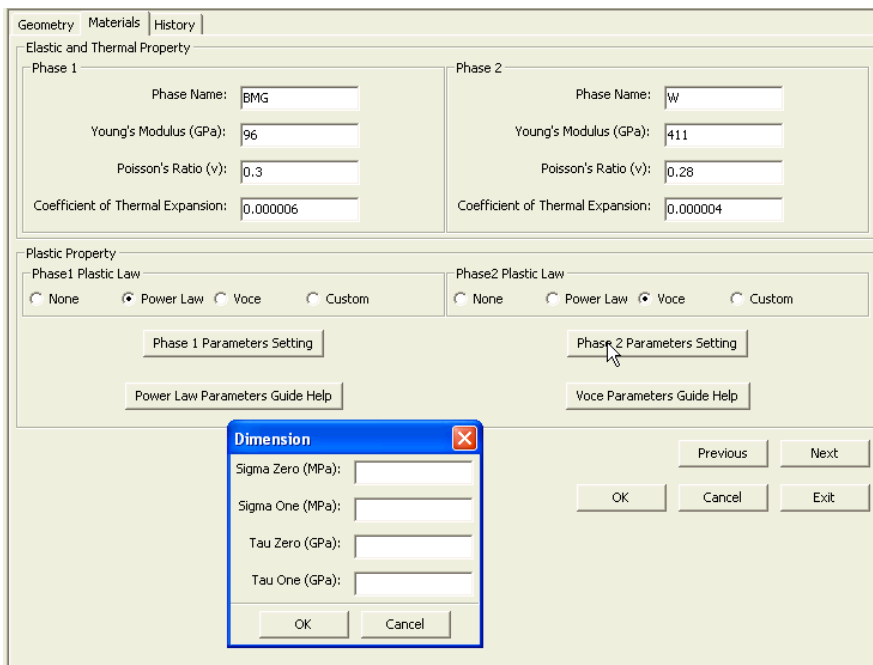 Geometry Materials History
Elastic and Thermal Property
Phase 1 Phase 2
Phase Name: BMG Phase Name: W
Young's Modulus (GPa): 96 Young's Modulus (GPa): 411
Poisson's Ratio (v): 0.3 Poisson's Ratio (v): 0.28
Coefficient of Thermal Expansion: 0.000006 Coefficient of Thermal Expansion: 0.000004
Plastic Property
Phase1 Plastic Law Phase2 Plastic Law
None Power Law Voce Custom None Power Law Voce Custom
Phase 1 Parameters Setting Phase 2 Parameters Setting
Power Law Parameters Guide Help Voce Parameters Guide Help
Dimension
Sigma Zero (MPa):
Sigma One (MPa):
Tau Zero (GPa):
Tau One (GPa):
OK Cancel
Previous Next
OK Cancel Exit